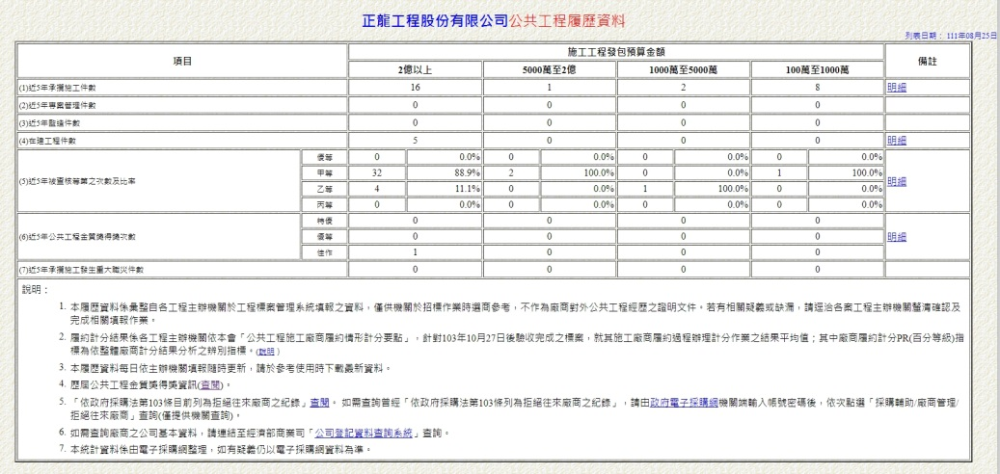 正龍工程股份有限公司公共工程履歷資料
列表日期： 111年08月25日
項目 施工工程發包預算金額 備註
2億以上 5000萬至2億 1000萬至5000萬 100萬至1000萬
(1)近5年承攬施工件數 16 1 2 8 明細
(2)近5年專案管理件數 0 0 0 0
(3)近5年監造件數 0 0 0 0
(4)在建工程件數 5 0 0 0 明細
(5)近5年被查核等第之次數及比率 明細
優等 0 0.0% 0 0.0% 0 0.0% 0 0.0%
甲等 32 88.9% 2 100.0% 0 0.0% 1 100.0%
乙等 4 11.1% 0 0.0% 1 100.0% 0 0.0%
丙等 0 0.0% 0 0.0% 0 0.0% 0 0.0%
(6)近5年公共工程金質獎得獎次數 明細
特優 0 0 0 0
優等 0 0 0 0
佳作 1 0 0 0
(7)近5年承攬施工發生重大職災件數 0 0 0 0
說明：
1. 本履歷資料係彙整自各工程主辦機關於工程標案管理系統填報之資料，僅供機關於招標作業時選商參考，不作為廠商對外公共工程經歷之證明文件。若有相關疑義或缺漏，請逕洽各案工程主辦機關釐清確認及
完成相關填報作業。
2. 履約計分結果係各工程主辦機關依本會「公共工程施工廠商履約情形計分要點」，針對103年10月27日後驗收完成之標案，就其施工廠商履約過程辦理計分作業之結果平均值；其中廠商履約計分PR(百分等級)指
標為依整體廠商計分結果分析之辨別指標。(說明 )
3. 本履歷資料每日依主辦機關填報隨時更新，請於參考使用時下載最新資料。
4. 歷屆公共工程金質獎得獎資訊(查閱)。
5. 「依政府採購法第103條目前列為拒絕往來廠商之紀錄」查閱。 如需查詢曾經「依政府採購法第103條列為拒絕往來廠商之紀錄」，請由政府電子採購網機關端輸入帳號密碼後，依次點選「採購輔助/廠商管理/
拒絕往來廠商」查詢(僅提供機關查詢)，
6. 如需查詢廠商之公司基本資料，請連結至經濟部商業司「公司登記資料查詢系統」查詢。
7. 本統計資料係由電子採購網整理，如有疑義仍以電子採購網資料為準。